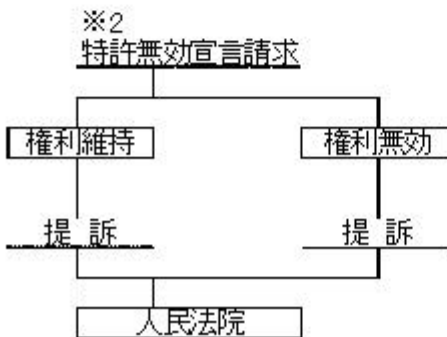 ※2
特許無効宣言請求
権利維持
権利無効
提訴
提訴
人民法院